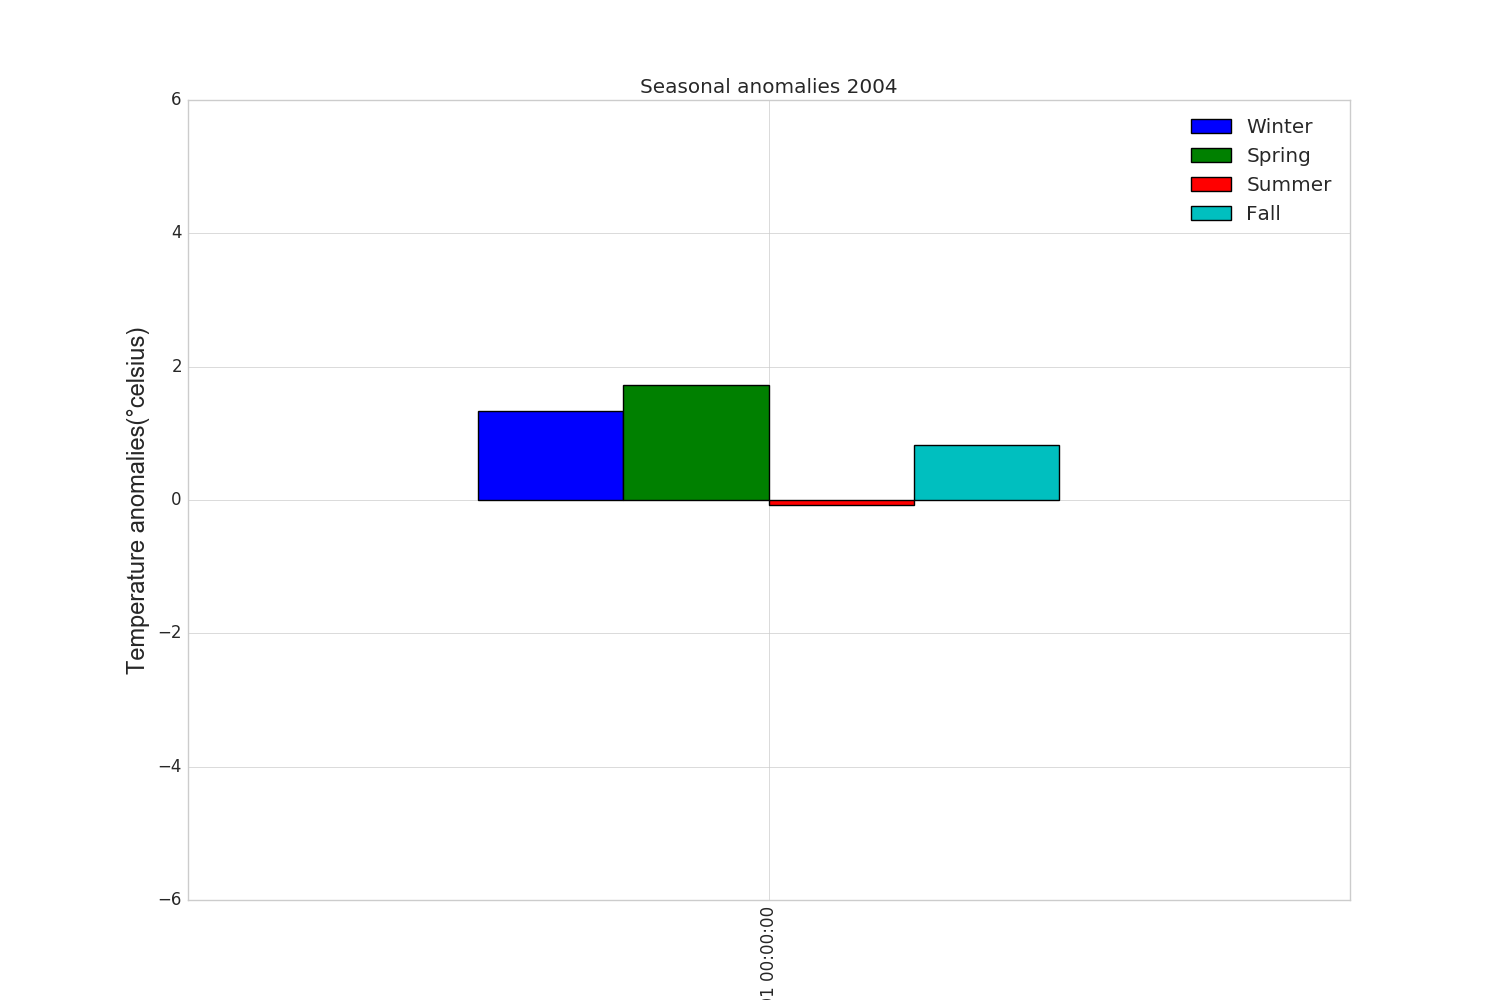 Seasonal anomalies 2004
Winter
Spring
Summer
Fall
Temperature anomalies(°celsius)
6
4
2
0
−2
−4
−6
01 00:00:00